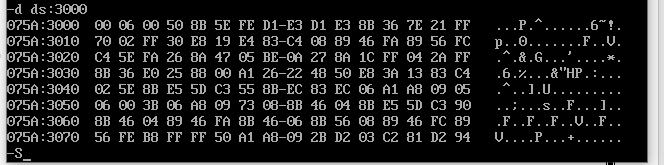 -d ds:3000
075A:3000  00 06 00 50 8B 5E FE D1-E3 D1 E3 8B 36 7E 21 FF   ...P.^......6~!.
075A:3010  70 02 FF 30 E8 19 E4 83-C4 08 89 46 FA 89 56 FC   p..0.......F..V.
075A:3020  C4 5E FA 26 8A 47 05 BE-0A 27 8A 1C FF 04 2A FF   .^.&.G...'....*.
075A:3030  8B 36 E0 25 88 00 A1 26-22 48 50 E8 3A 13 83 C4   .6.%...&"HP.:...
075A:3040  02 5E 8B E5 5D C3 55 8B-EC 83 EC 06 A1 A8 09 05   .^..].U.........
075A:3050  06 00 3B 06 A8 09 73 08-8B 46 04 8B E5 5D C3 90   ..;...s..F...]..
075A:3060  8B 46 04 89 46 FA 8B 46-06 8B 56 08 89 46 FC 89   .F..F..F..V..F..
075A:3070  56 FE B8 FF FF 50 A1 A8-09 2B D2 03 C2 81 D2 94   V....P...+......
-S_